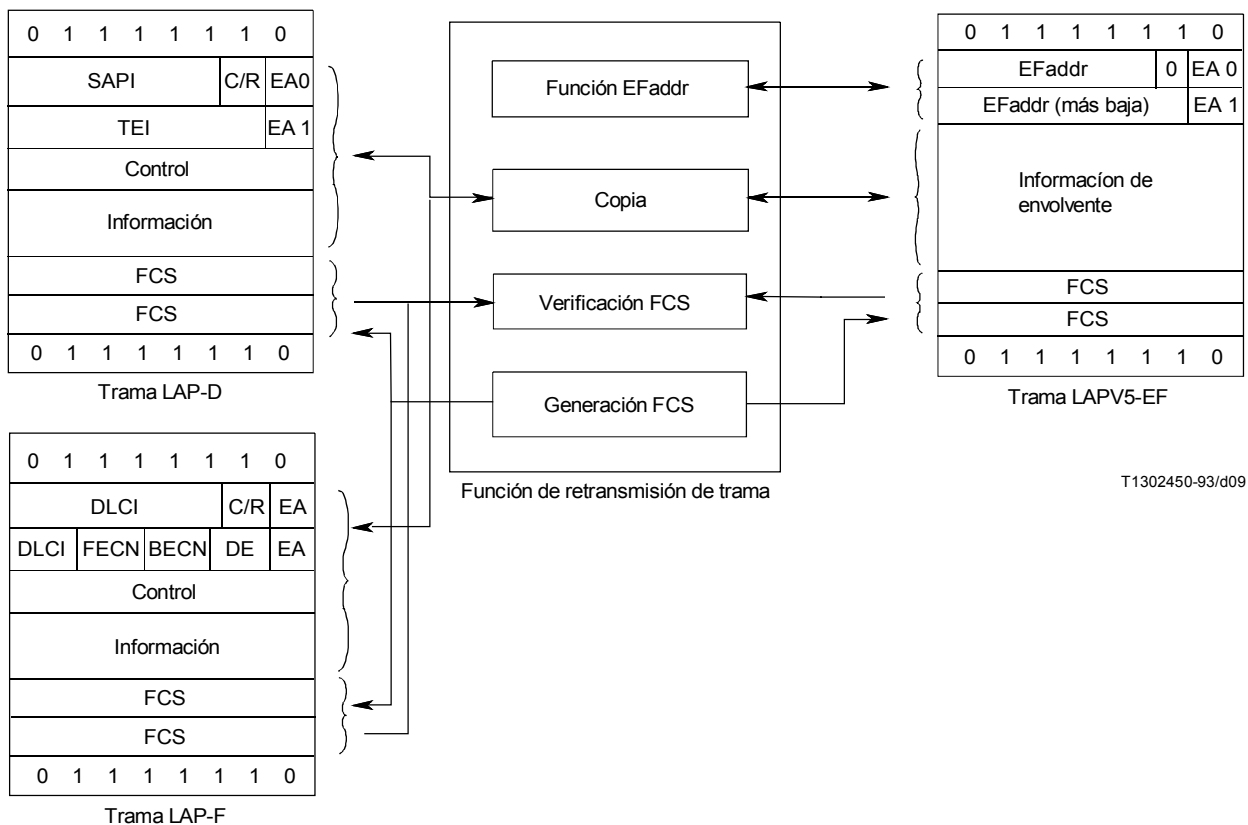 0 1 1 1 1 1 1 0
SAPI C/R EA0
TEI EA 1
Control
Información
FCS
FCS
0 1 1 1 1 1 1 0
Trama LAP-D
0 1 1 1 1 1 1 0
DLCI C/R EA
DLCI FECN BECN DE EA
Control
Información
FCS
FCS
0 1 1 1 1 1 1 0
Trama LAP-F
Función EFaddr
Copia
Verificación FCS
Generación FCS
Función de retransmisión de trama
0 1 1 1 1 1 1 0
EFaddr 0 EA 0
EFaddr (más baja) EA 1
Informacíon de
envolvente
FCS
FCS
0 1 1 1 1 1 1 0
Trama LAPV5-EF
T1302450-93/d09